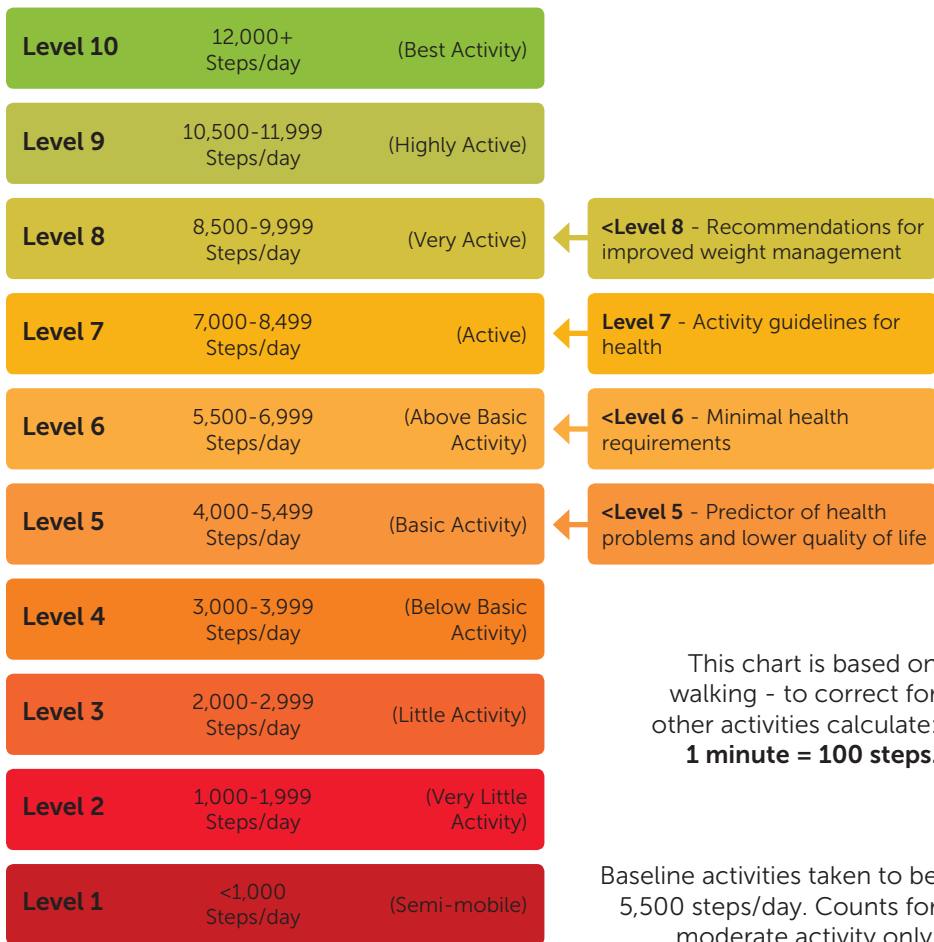 Level 10
12,000+
Steps/day
(Best Activity)
Level 9
10,500-11,999
Steps/day
(Highly Active)
Level 8
8,500-9,999
Steps/day
(Very Active)
<Level 8 - Recommendations for
improved weight management
Level 7
7,000-8,499
Steps/day
(Active)
Level 7 - Activity guidelines for
health
Level 6
5,500-6,999
Steps/day
(Above Basic
Activity)
<Level 6 - Minimal health
requirements
Level 5
4,000-5,499
Steps/day
(Basic Activity)
<Level 5 - Predictor of health
problems and lower quality of life
Level 4
3,000-3,999
Steps/day
(Below Basic
Activity)
Level 3
2,000-2,999
Steps/day
(Little Activity)
This chart is based on
walking - to correct for
other activities calculate:
1 minute = 100 steps.
Level 2
1,000-1,999
Steps/day
(Very Little
Activity)
Level 1
<1,000
Steps/day
(Semi-mobile)
Baseline activities taken to be
5,500 steps/day. Counts for
moderate activity only